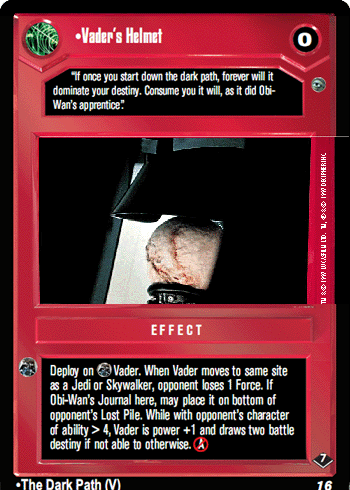 •Vader's Helmet
0
"If once you start down the dark path, forever will it
dominate your destiny. Consume you it will, as it did Obi-
Wan's apprentice."
EFFECT
Deploy on Vader. When Vader moves to same site
as a Jedi or Skywalker, opponent loses 1 Force. If
Obi-Wan's Journal here, may place it on bottom of
opponent's Lost Pile. While with opponent's character
of ability > 4, Vader is power +1 and draws two battle
destiny if not able to otherwise.
7
•The Dark Path (V)
16